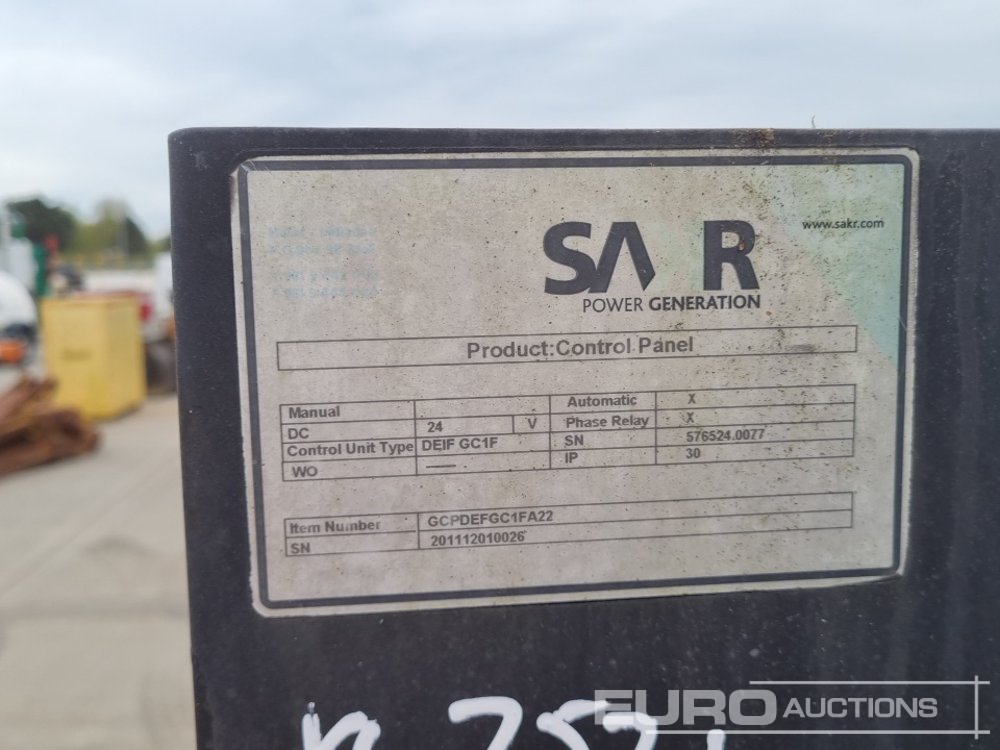 SAKR
www.sakr.com
POWER GENERATION
Product:Control Panel
Manual Automatic X
DC 24 V Phase Relay X
Control Unit Type DEIF GC1F SN 576524.0077
WO IP 30
Item Number GCPDEFGC1FA22
SN 201112010026
EURO AUCTIONS